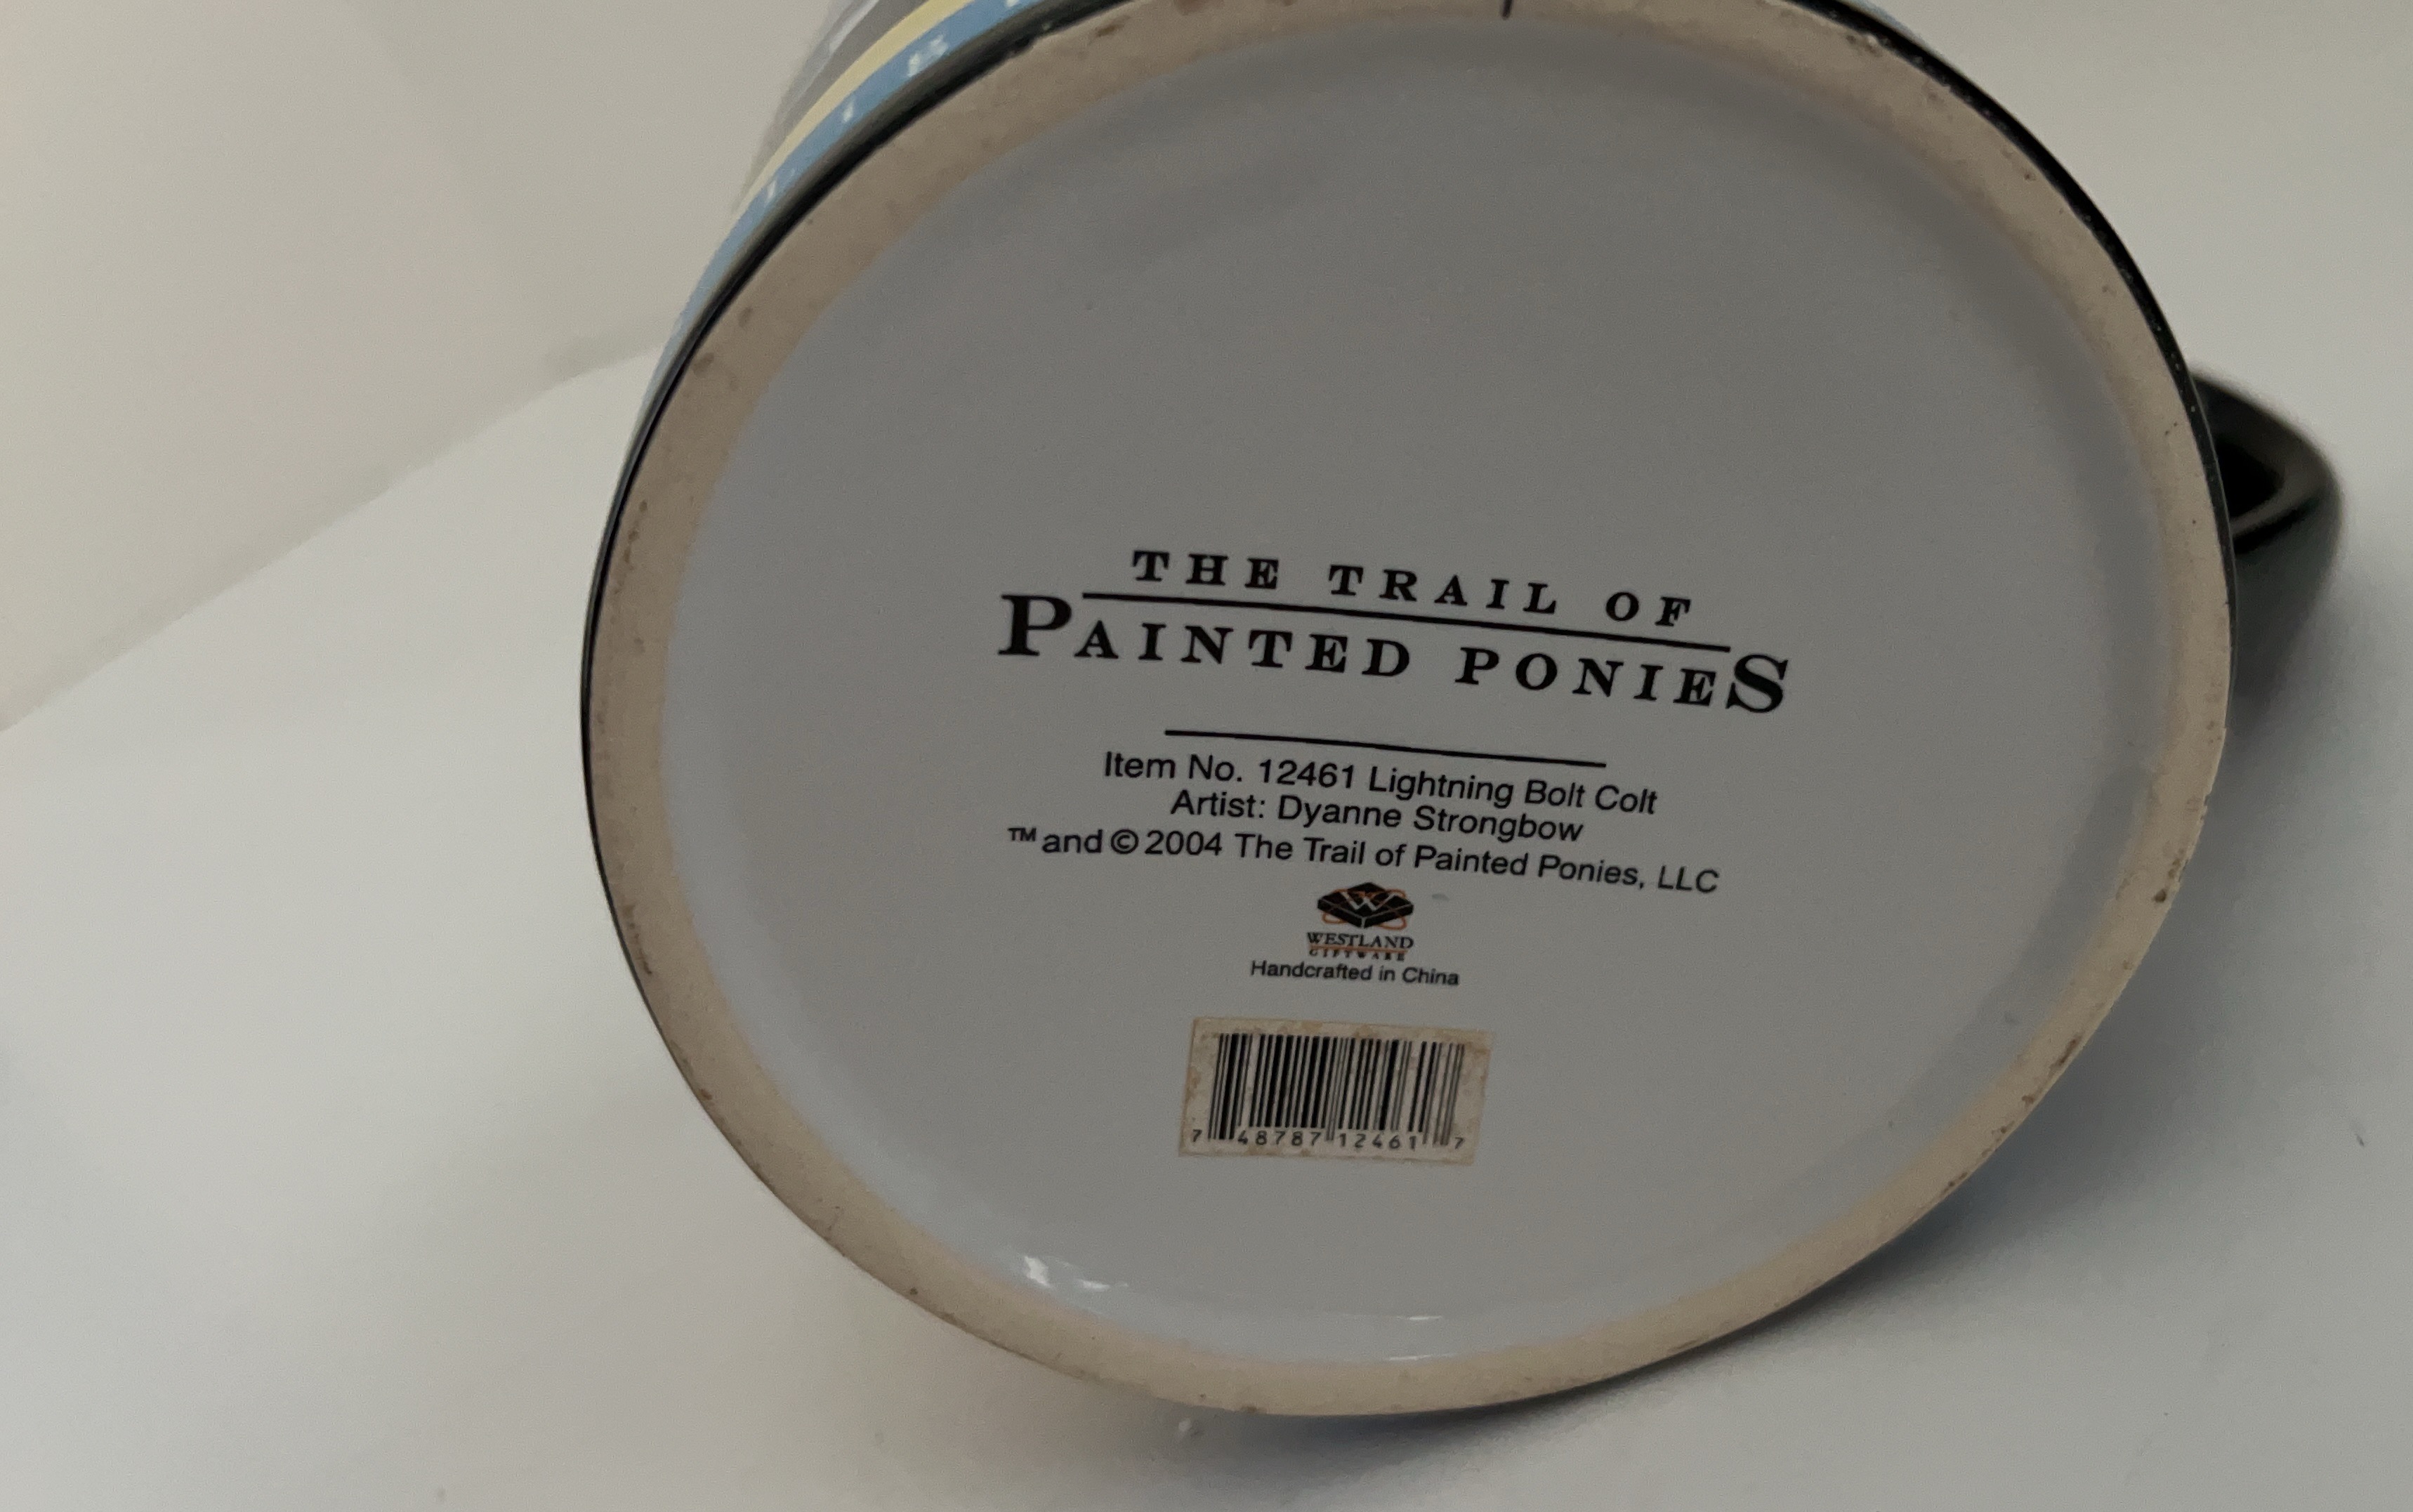 THE TRAIL OF
PAINTED PONIES
Item No. 12461 Lightning Bolt Colt
Artist: Dyanne Strongbow
™ and © 2004 The Trail of Painted Ponies, LLC
W
WESTLAND
GIFTWARE
Handcrafted in China
7 48787 12461 7